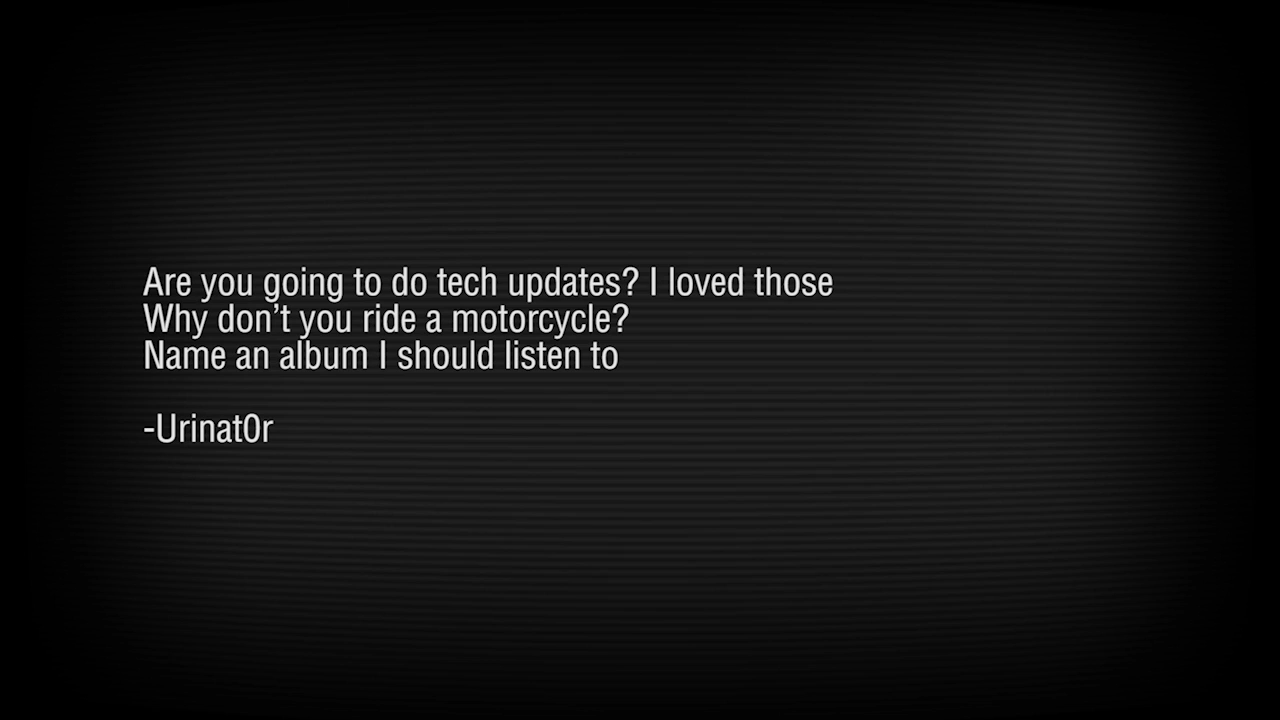 Are you going to do tech updates? I loved those
Why don’t you ride a motorcycle?
Name an album I should listen to
-Urinat0r